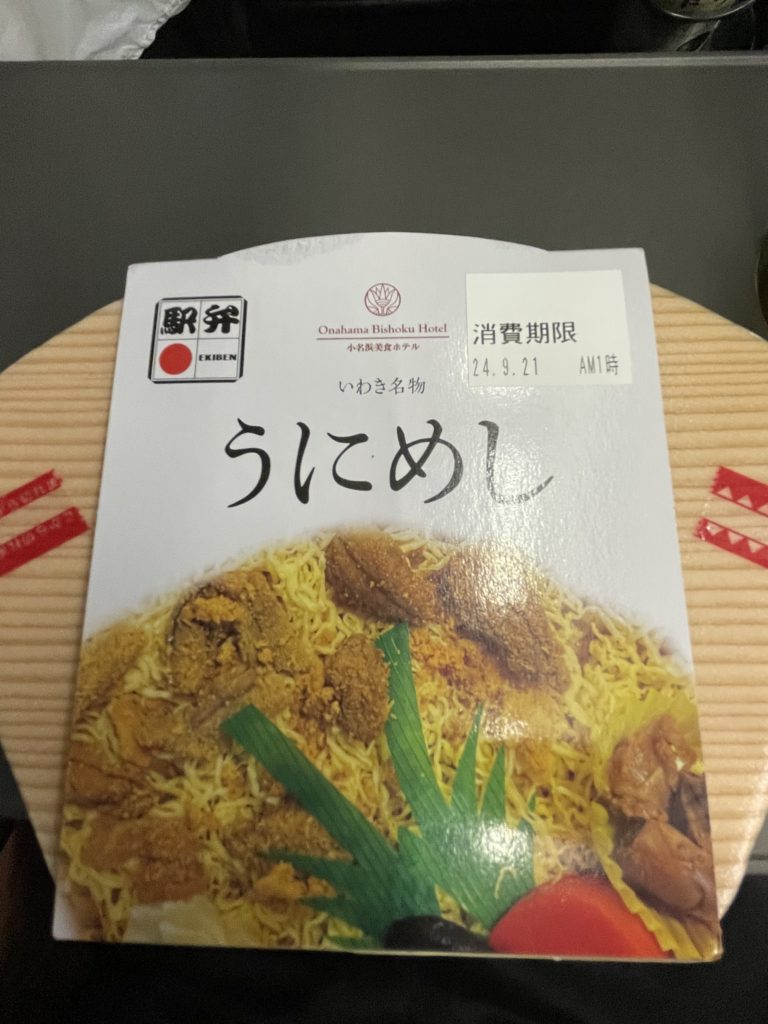 駅弁
EKIBEN
Onahama Bishoku Hotel
小名浜美食ホテル
消費期限
24.9.21 AM1時
いわき名物
うにめし